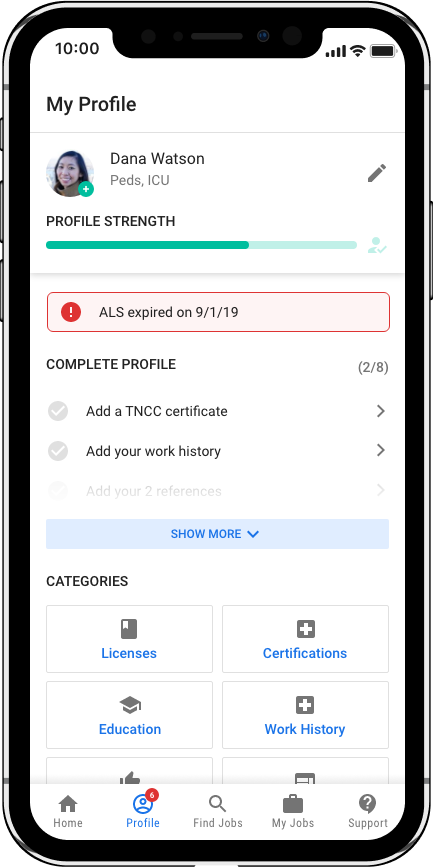 10:00
My Profile
Dana Watson
Peds, ICU
PROFILE STRENGTH
ALS expired on 9/1/19
COMPLETE PROFILE (2/8)
Add a TNCC certificate
Add your work history
Add your 2 references
SHOW MORE
CATEGORIES
Licenses Certifications
Education Work History
6
Home Profile Find Jobs My Jobs Support